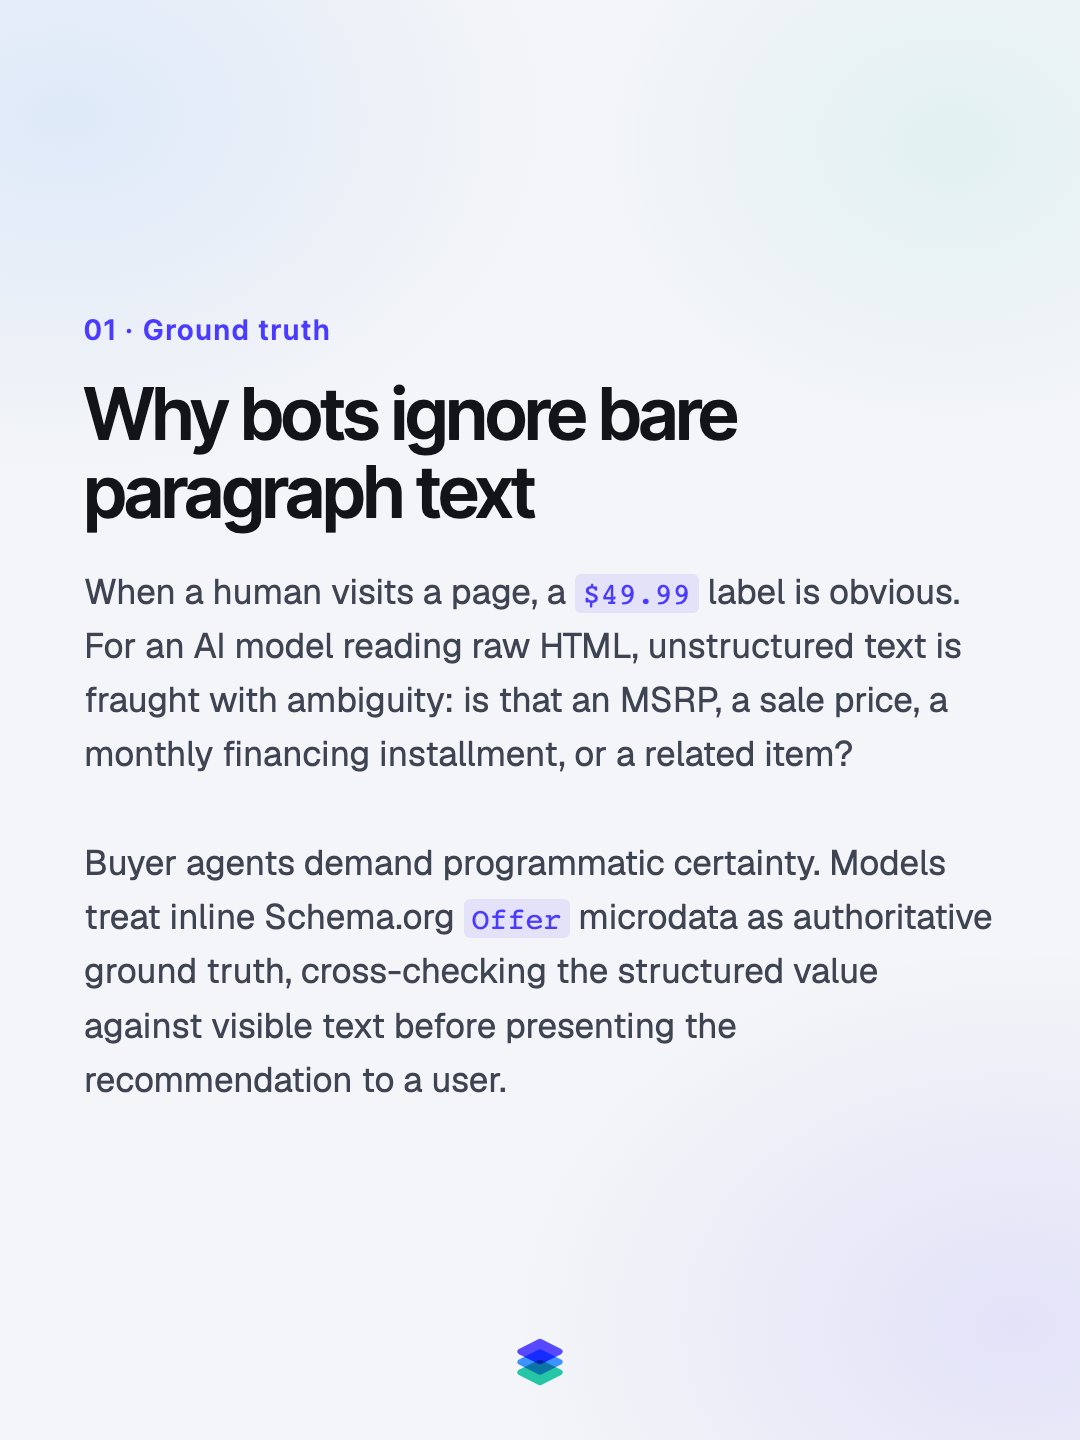 01 · Ground truth
Why bots ignore bare
paragraph text
When a human visits a page, a $49.99 label is obvious.
For an AI model reading raw HTML, unstructured text is
fraught with ambiguity: is that an MSRP, a sale price, a
monthly financing installment, or a related item?
Buyer agents demand programmatic certainty. Models
treat inline Schema.org Offer microdata as authoritative
ground truth, cross-checking the structured value
against visible text before presenting the
recommendation to a user.